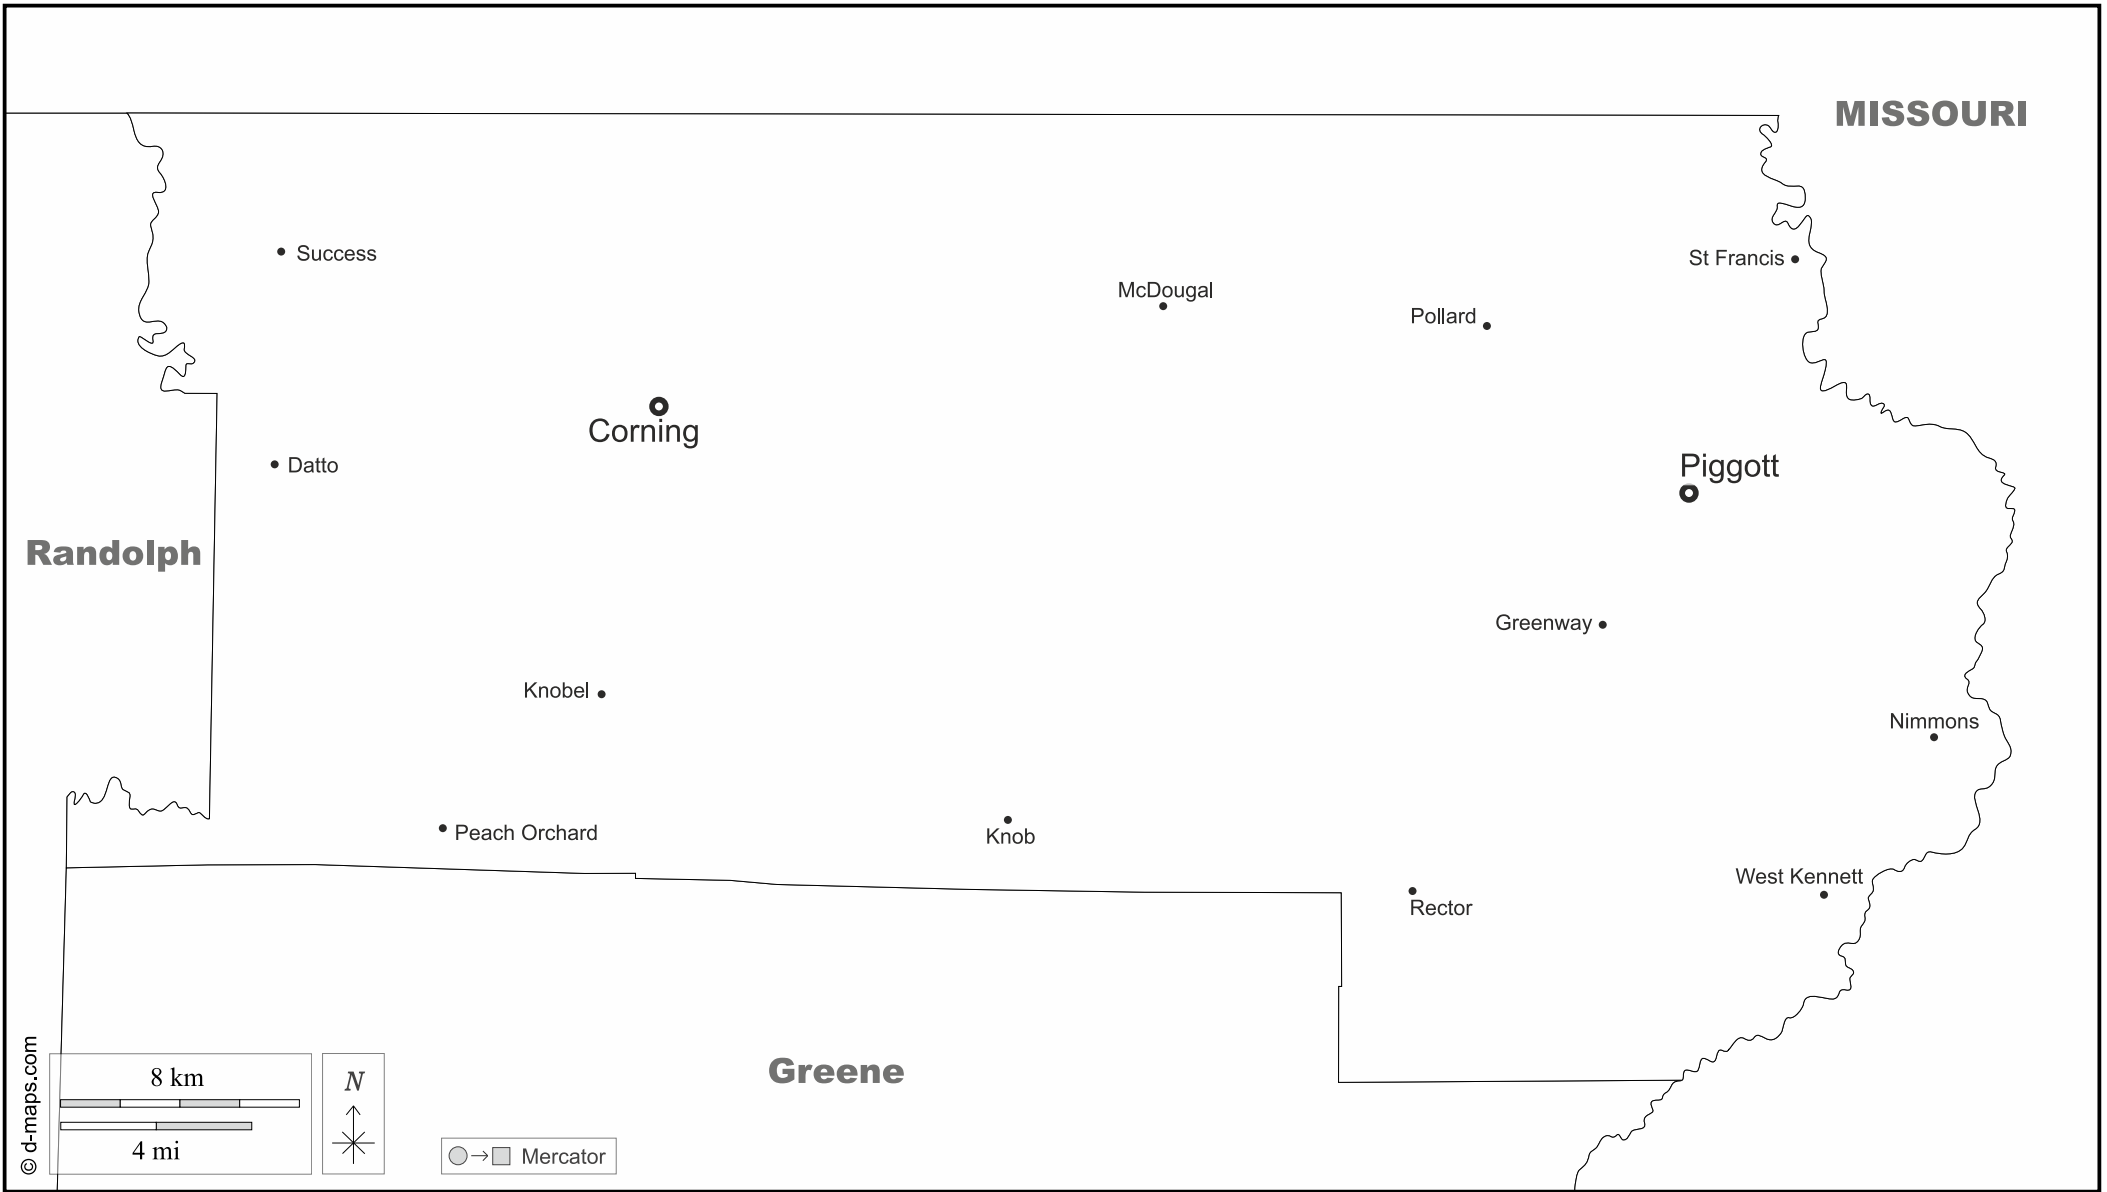 MISSOURI
Success
St Francis
McDougal
Pollard
Corning
Datto
Piggott
Randolph
Greenway
Knobel
Nimmons
Peach Orchard
Knob
West Kennett
Rector
Greene
© d-maps.com
8 km
4 mi
N
Mercator